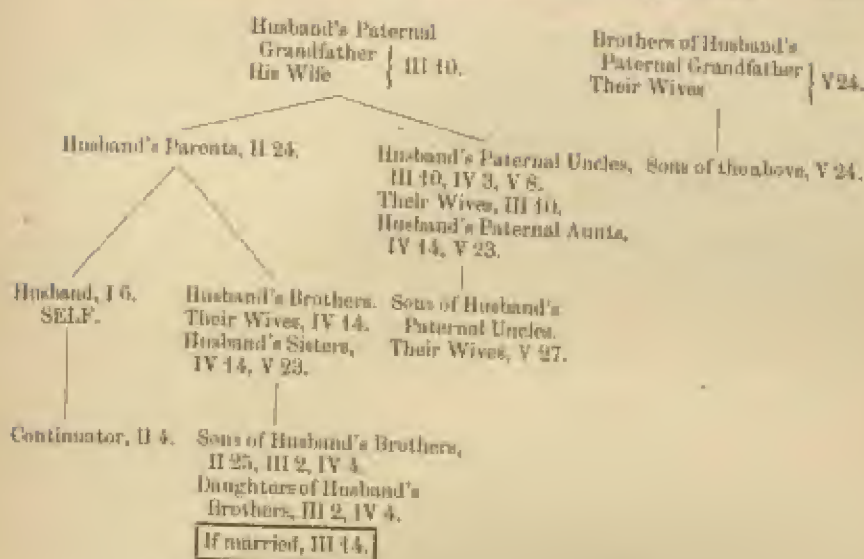 Husband's Paternal
Grandfather } III 10.
His Wife
Brothers of Husband's
Paternal Grandfather } V 24.
Their Wives
Husband's Parents, II 24.
Husband's Paternal Uncles,
III 10, IV 3, V 8.
Their Wives, III 10.
Husband's Paternal Aunts,
IV 14, V 23.
Sons of the above, V 24.
Husband, I 6.
SELF.
Husband's Brothers.
Their Wives, IV 14.
Husband's Sisters,
IV 14, V 23.
Sons of Husband's
Paternal Uncles.
Their Wives, V 27.
Continuator, II 4.
Sons of Husband's Brothers,
II 25, III 2, IV 4.
Daughters of Husband's
Brothers, III 2, IV 4.
If married, III 14.